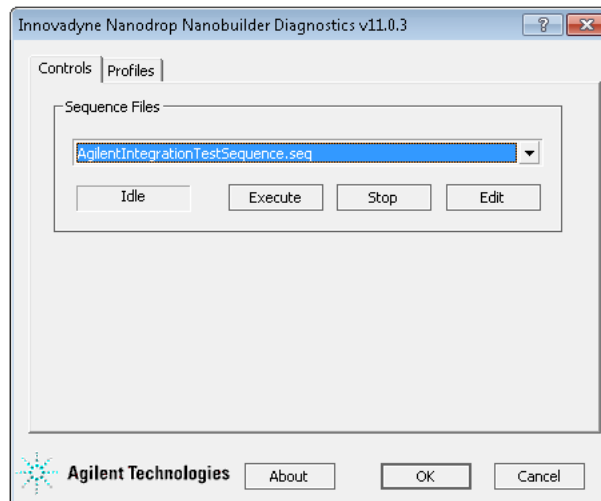 Innovadyne Nanodrop Nanobuilder Diagnostics v11.0.3
Controls Profiles
Sequence Files
AgilentIntegrationTestSequence.seq
Idle Execute Stop Edit
Agilent Technologies About OK Cancel